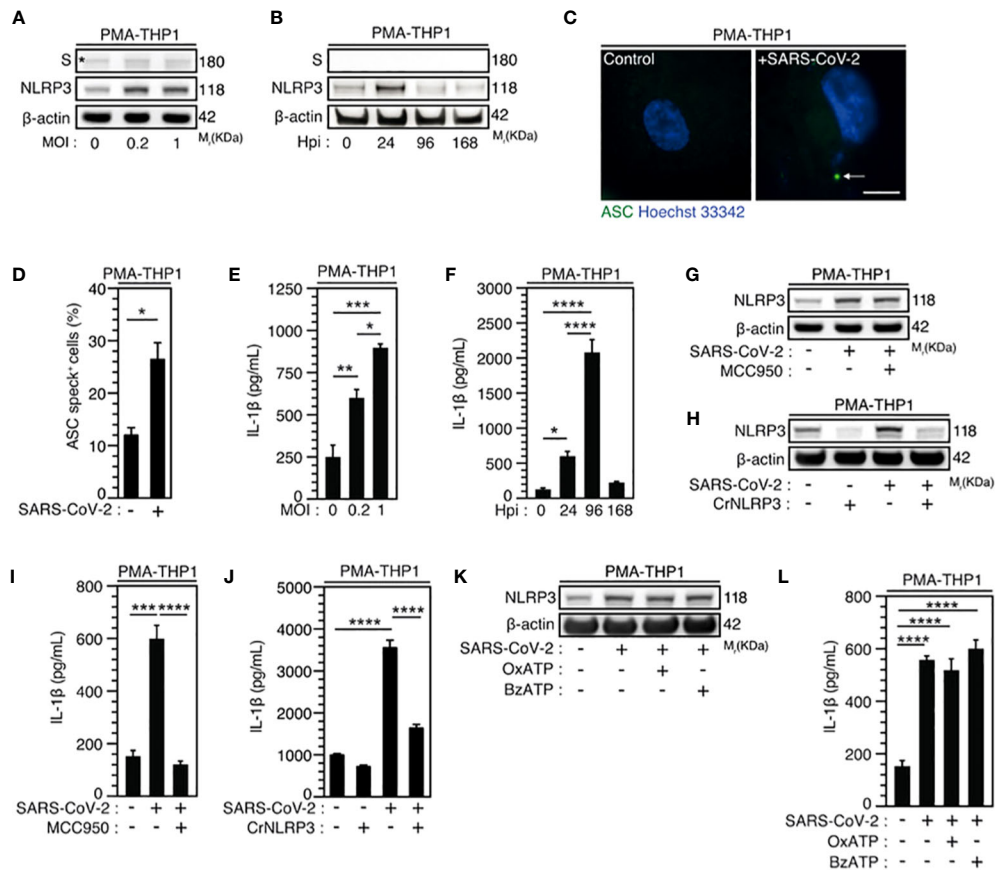 A
PMA-THP1
S * 180
NLRP3 118
β-actin 42
MOI : 0 0.2 1 Mr(KDa)
B
PMA-THP1
S 180
NLRP3 118
β-actin 42
Hpi : 0 24 96 168 Mr(KDa)
C
PMA-THP1
Control +SARS-CoV-2
ASC Hoechst 33342
D
PMA-THP1
ASC speck+ cells (%)
40
30
20
10
0
*
SARS-CoV-2 : - +
E
PMA-THP1
IL-1β (pg/mL)
1250
1000
750
500
250
0
***
*
**
MOI : 0 0.2 1
F
PMA-THP1
IL-1β (pg/mL)
3000
2500
2000
1500
1000
500
0
****
****
*
Hpi : 0 24 96 168
G
PMA-THP1
NLRP3 118
β-actin 42
SARS-CoV-2 : - + + Mr(KDa)
MCC950 : - - +
H
PMA-THP1
NLRP3 118
β-actin 42
SARS-CoV-2 : - - + + Mr(KDa)
CrNLRP3 : - + - +
I
PMA-THP1
IL-1β (pg/mL)
800
600
400
200
0
*** ****
SARS-CoV-2 : - + +
MCC950 : - - +
J
PMA-THP1
IL-1β (pg/mL)
5000
4000
3000
2000
1000
0
****
****
SARS-CoV-2 : - - + +
CrNLRP3 : - + - +
K
PMA-THP1
NLRP3 118
β-actin 42
SARS-CoV-2 : - + + + Mr(KDa)
OxATP : - - + -
BzATP : - - - +
L
PMA-THP1
IL-1β (pg/mL)
800
600
400
200
0
****
****
****
SARS-CoV-2 : - + + +
OxATP : - - + -
BzATP : - - - +